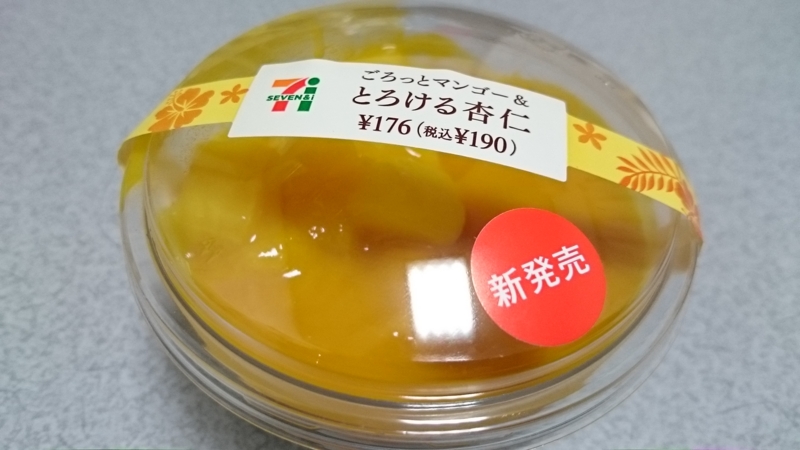 SEVEN&i
ごろっとマンゴー&
とろける杏仁
¥176(税込¥190)
新発売